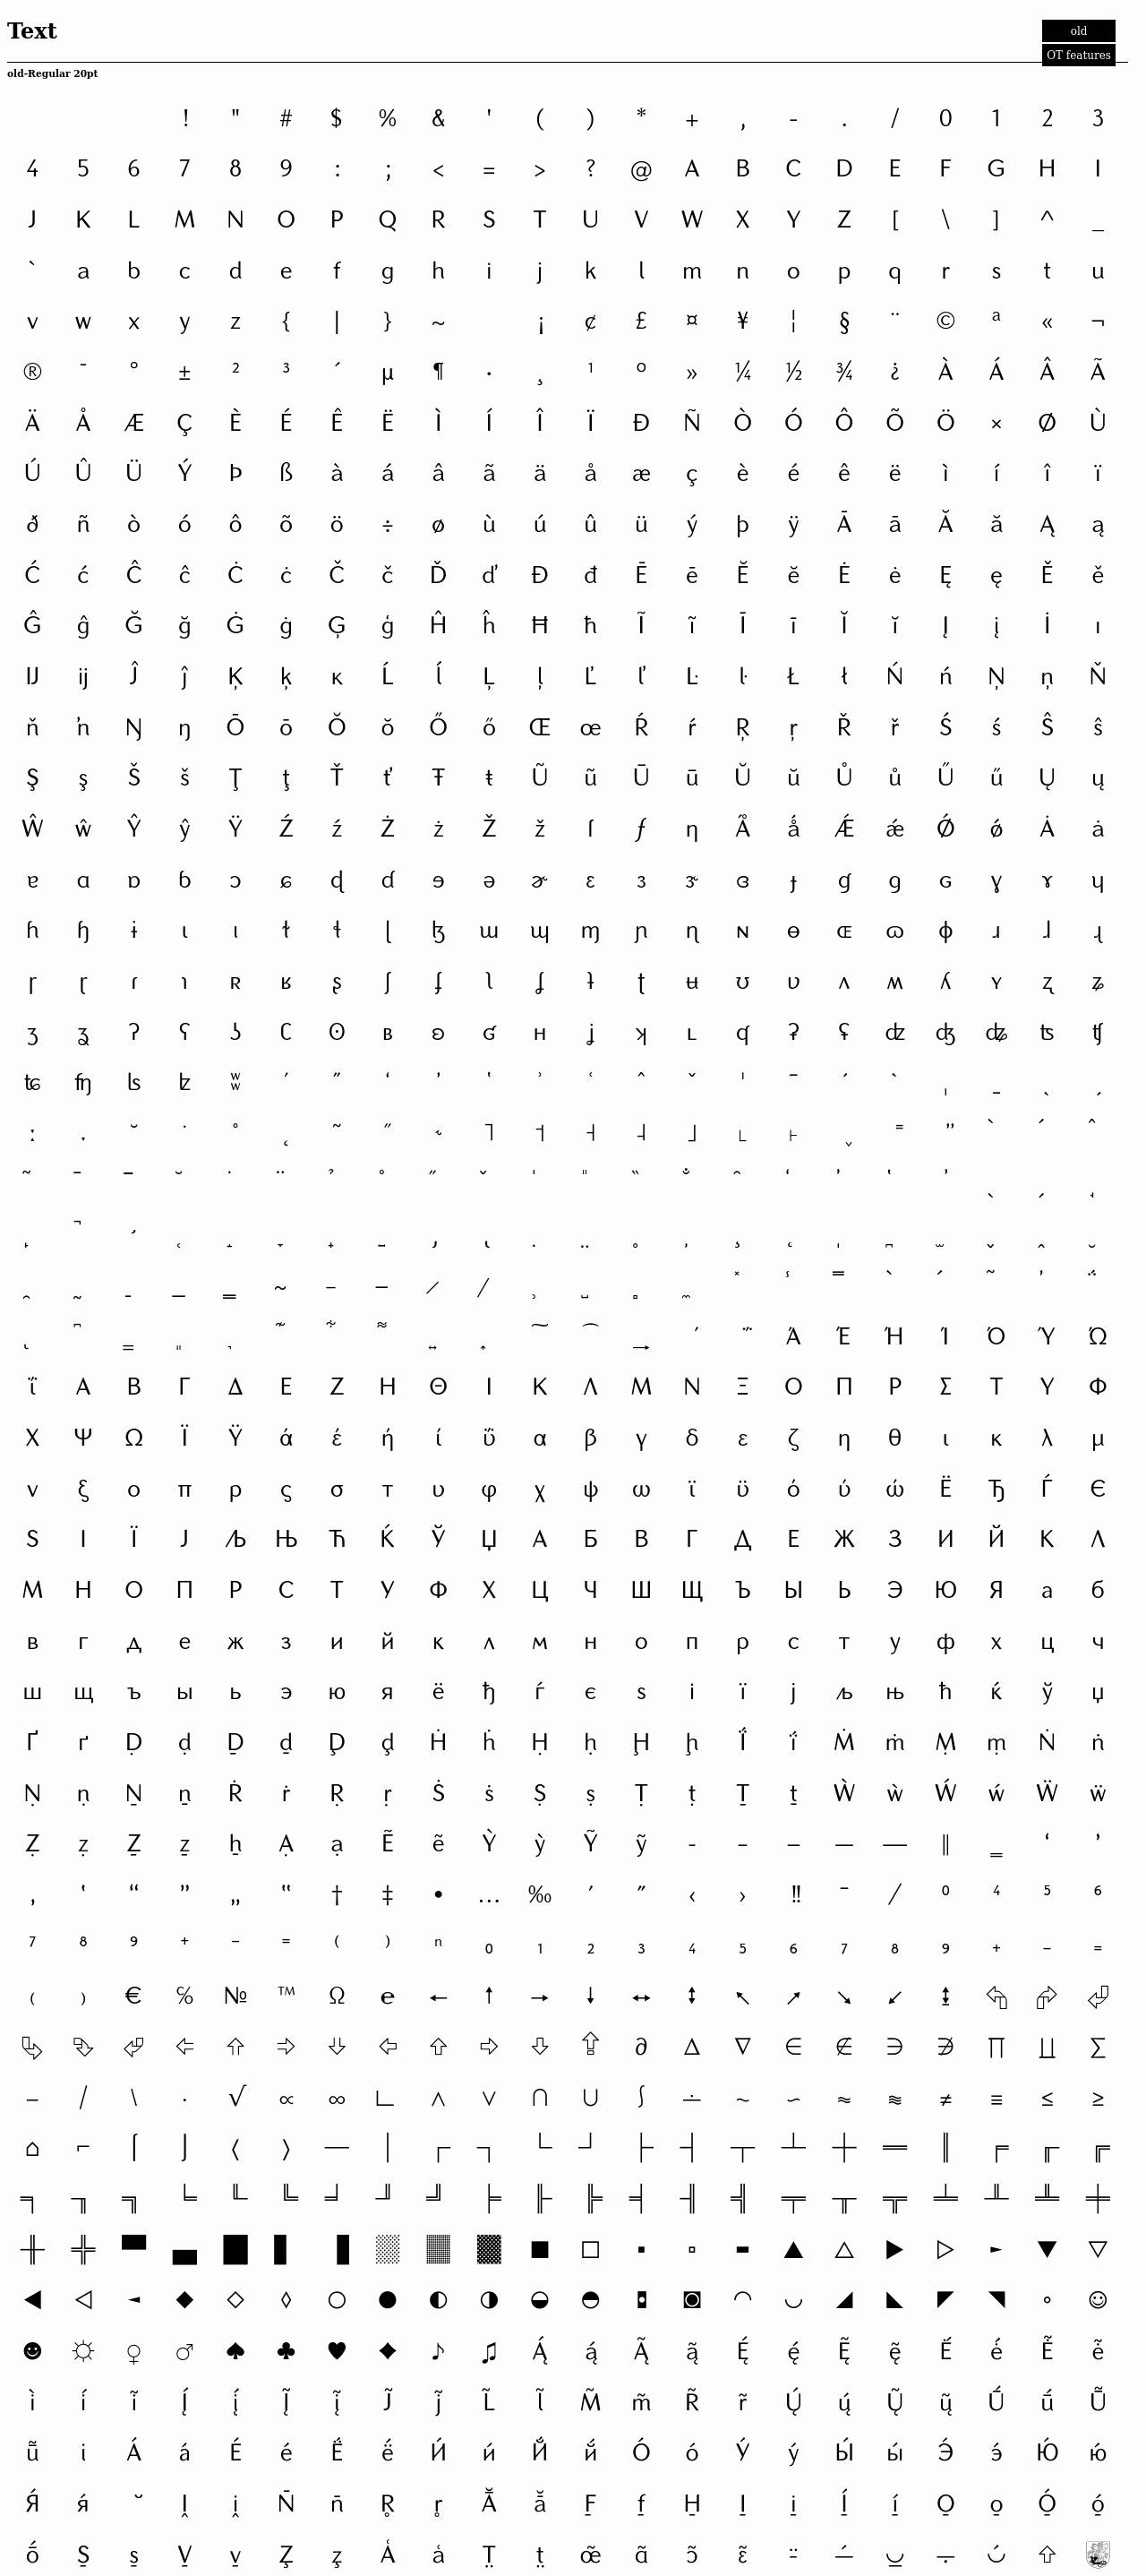 Text
old
OT features
old-Regular 20pt
! " # $ % & ' ( ) * + , - . / 0 1 2 3
4 5 6 7 8 9 : ; < = > ? @ A B C D E F G H I
J K L M N O P Q R S T U V W X Y Z [ \ ] ^ _
` a b c d e f g h i j k l m n o p q r s t u
v w x y z { | } ~ ¡ ¢ £ ¤ ¥ ¦ § ¨ © ª « ¬
® ¯ ° ± ² ³ ´ µ ¶ · ¸ ¹ º » ¼ ½ ¾ ¿ À Á Â Ã
Ä Å Æ Ç È É Ê Ë Ì Í Î Ï Ð Ñ Ò Ó Ô Õ Ö × Ø Ù
Ú Û Ü Ý Þ ß à á â ã ä å æ ç è é ê ë ì í î ï
ð ñ ò ó ô õ ö ÷ ø ù ú û ü ý þ ÿ Ā ā Ă ă Ą ą
Ć ć Ĉ ĉ Ċ ċ Č č Ď ď Đ đ Ē ē Ĕ ĕ Ė ė Ę ę Ě ě
Ĝ ĝ Ğ ğ Ġ ġ Ģ ģ Ĥ ĥ Ħ ħ Ĩ ĩ Ī ī Ĭ ĭ Į į İ ı
Ĳ ĳ Ĵ ĵ Ķ ķ ĸ Ĺ ĺ Ļ ļ Ľ ľ Ŀ ŀ Ł ł Ń ń Ņ ņ Ň
ň ŉ Ŋ ŋ Ō ō Ŏ ŏ Ő ő Œ œ Ŕ ŕ Ŗ ŗ Ř ř Ś ś Ŝ ŝ
Ş ş Š š Ţ ţ Ť ť Ŧ ŧ Ũ ũ Ū ū Ŭ ŭ Ů ů Ű ű Ų ų
Ŵ ŵ Ŷ ŷ Ÿ Ź ź Ż ż Ž ž ſ ƒ ƞ Ǻ ǻ Ǽ ǽ Ǿ ǿ Ȧ ȧ
ɐ ɑ ɒ ɓ ɔ ɕ ɖ ɗ ɘ ə ɚ ɛ ɜ ɝ ɞ ɟ ɠ ɡ ɢ ɣ ɤ ɥ
ɦ ɧ ɨ ɩ ɩ ɫ ɬ ɭ ɮ ɯ ɰ ɱ ɲ ɳ ɴ ɵ ɶ ɷ ɸ ɹ ɺ ɻ
ɼ ɽ ɾ ɿ ʀ ʁ ʂ ʃ ʄ ʅ ʆ ʇ ʈ ʉ ʊ ʋ ʌ ʍ ʎ ʏ ʐ ʑ
ʒ ʓ ʔ ʕ ʖ ʗ ʘ ʙ ʚ ʛ ʜ ʝ ʞ ʟ ʠ ʡ ʢ ʣ ʤ ʥ ʦ ʧ
ʨ ʩ ʪ ʫ ʬ ʹ ʺ ʻ ʼ ʽ ʾ ʿ ˆ ˇ ˈ ˉ ˊ ˋ ˌ ˍ ˎ ˏ
ː ˑ ˘ ˙ ˚ ˛ ˜ ˝ ˞ ˥ ˦ ˧ ˨ ˩
΄ ΅ Ά Έ Ή Ί Ό Ύ Ώ
ΐ Α Β Γ Δ Ε Ζ Η Θ Ι Κ Λ Μ Ν Ξ Ο Π Ρ Σ Τ Υ Φ
Χ Ψ Ω Ϊ Ϋ ά έ ή ί ΰ α β γ δ ε ζ η θ ι κ λ μ
ν ξ ο π ρ ς σ τ υ φ χ ψ ω ϊ ϋ ό ύ ώ Ё Ђ Ѓ Є
Ѕ І Ї Ј Љ Њ Ћ Ќ Ў Џ А Б В Г Д Е Ж З И Й К Л
М Н О П Р С Т У Ф Х Ц Ч Ш Щ Ъ Ы Ь Э Ю Я а б
в г д е ж з и й к л м н о п р с т у ф х ц ч
ш щ ъ ы ь э ю я ё ђ ѓ є ѕ і ї ј љ њ ћ ќ ў џ
Ґ ґ Ḍ ḍ Ḏ ḏ Ḑ ḑ Ḣ ḣ Ḥ ḥ Ḩ ḩ Ḯ ḯ Ṁ ṁ Ṃ ṃ Ṅ ṅ
Ṇ ṇ Ṉ ṉ Ṙ ṙ Ṛ ṛ Ṡ ṡ Ṣ ṣ Ṭ ṭ Ṯ ṯ Ẁ ẁ Ẃ ẃ Ẅ ẅ
Ẓ ẓ Ẕ ẕ ẖ Ạ ạ Ẽ ẽ Ỳ ỳ Ỹ ỹ ‐ ‒ – — ― ‖ ‗ ‘ ’
‚ ‛ “ ” „ ‟ † ‡ • … ‰ ′ ″ ‹ › ‼ ‾ ⁄ ⁰ ⁴ ⁵ ⁶
⁷ ⁸ ⁹ ⁺ ⁻ ⁼ ⁽ ⁾ ⁿ ₀ ₁ ₂ ₃ ₄ ₅ ₆ ₇ ₈ ₉ ₊ ₋ ₌
₍ ₎ € ℅ № ™ Ω ℮ ← ↑ → ↓ ↔ ↕ ↖ ↗ ↘ ↙ ↨
∂ ∆ ∇ ∈ ∉ ∋ ∌ ∏ ∐ ∑
− ∕ ∖ ∙ √ ∝ ∞ ∟ ∧ ∨ ∩ ∪ ∫ ∸ ∼ ∽ ≈ ≋ ≠ ≡ ≤ ≥
⌂ ⌐ ⌠ ⌡ 〈 〉 ─ │ ┌ ┐ └ ┘ ├ ┤ ┬ ┴ ┼ ═ ║ ╒ ╓ ╔
╕ ╖ ╗ ╘ ╙ ╚ ╛ ╜ ╝ ╞ ╟ ╠ ╡ ╢ ╣ ╤ ╥ ╦ ╧ ╨ ╩ ╪
╫ ╬ ▀ ▄ █ ▌ ▐ ░ ▒ ▓ ■ □ ▪ ▫ ▬ ▲ △ ▶ ▷ ► ▼ ▽
◀ ◁ ◄ ◆ ◇ ◊ ○ ● ◐ ◑ ◒ ◓ ◘ ◙ ◠ ◡ ◢ ◣ ◤ ◥ ◦ ☺
☻ ☼ ♀ ♂ ♠ ♣ ♥ ♦ ♪ ♫ Ą́ ą́ Ą̃ ą̃ Ę́ ę́ Ę̃ ę̃ Ė́ ė́ Ė̃ ė̃